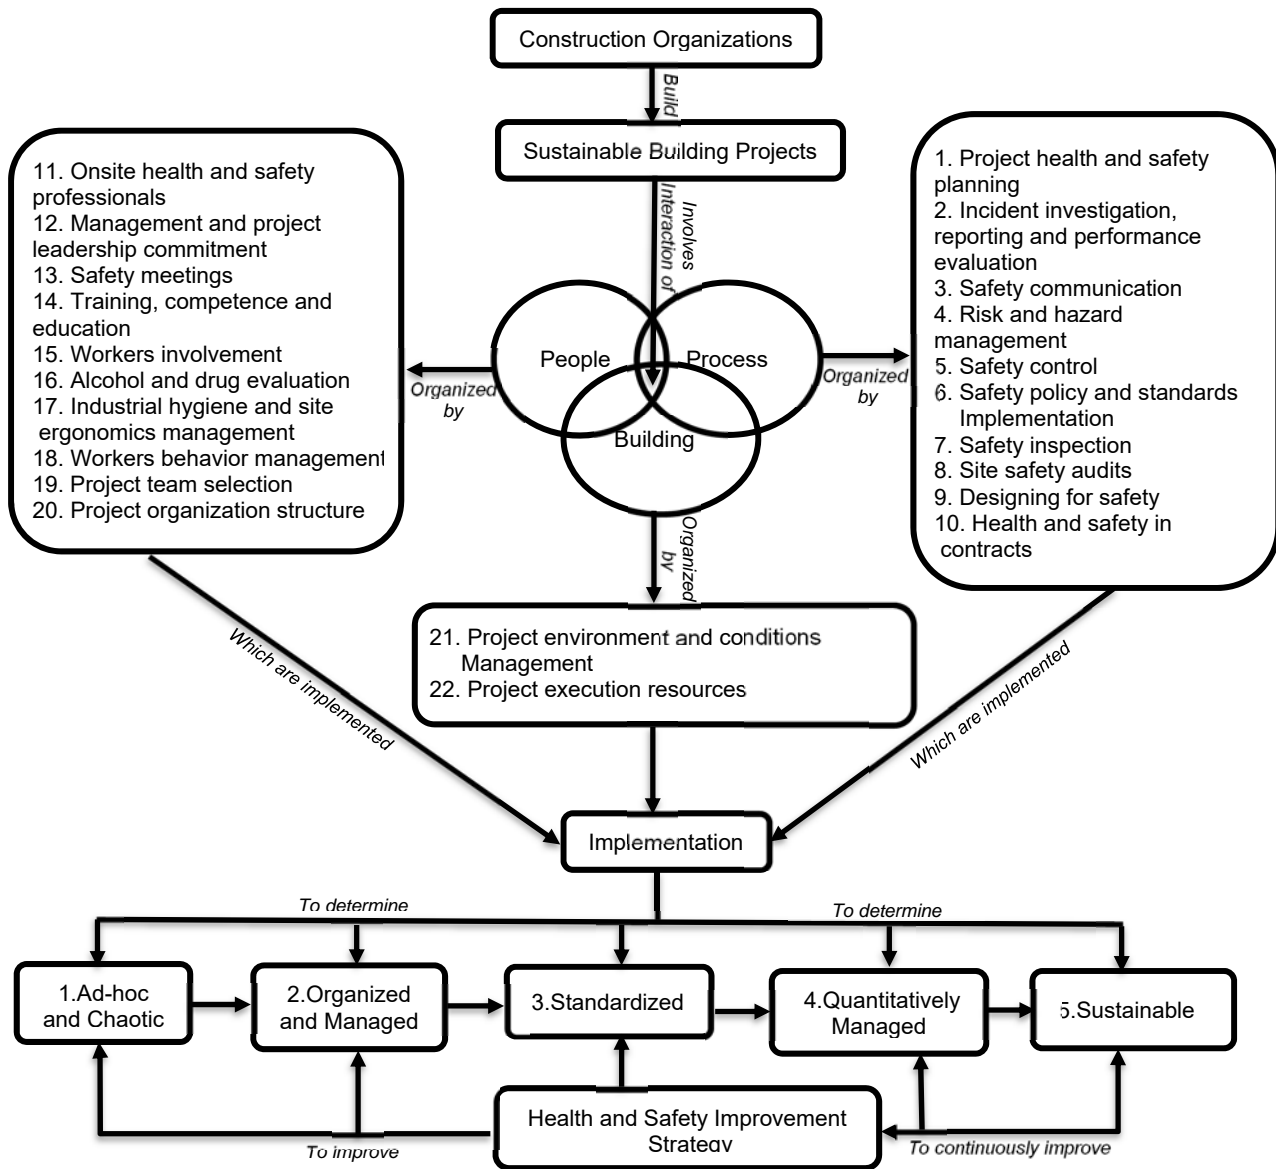 Construction Organizations
Build
Sustainable Building Projects
Involves
Interaction of
11. Onsite health and safety
professionals
12. Management and project
leadership commitment
13. Safety meetings
14. Training, competence and
education
15. Workers involvement
16. Alcohol and drug evaluation
17. Industrial hygiene and site
ergonomics management
18. Workers behavior management
19. Project team selection
20. Project organization structure
1. Project health and safety
planning
2. Incident investigation,
reporting and performance
evaluation
3. Safety communication
4. Risk and hazard
management
5. Safety control
6. Safety policy and standards
Implementation
7. Safety inspection
8. Site safety audits
9. Designing for safety
10. Health and safety in
contracts
People
Process
Building
Organized
by
Organized
by
Organized
by
21. Project environment and conditions
Management
22. Project execution resources
Which are implemented
Which are implemented
Implementation
To determine
To determine
1.Ad-hoc
and Chaotic
2.Organized
and Managed
3.Standardized
4.Quantitatively
Managed
5.Sustainable
Health and Safety Improvement
Strategy
To improve
To continuously improve